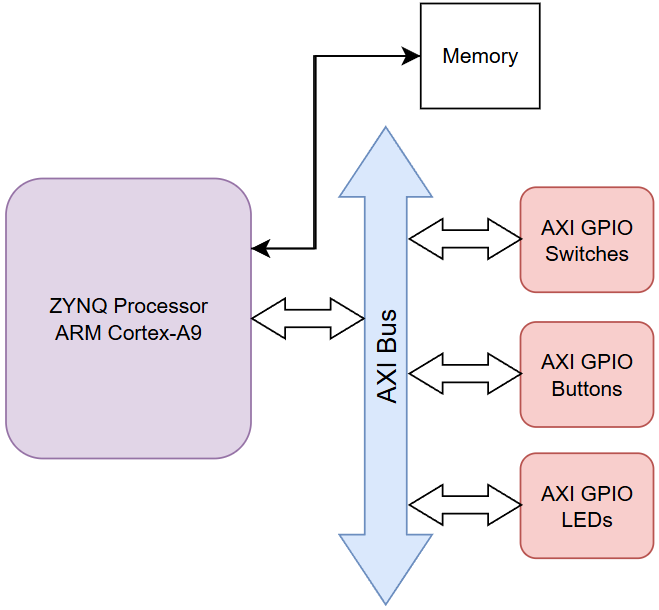 Memory
ZYNQ Processor
ARM Cortex-A9
AXI Bus
AXI GPIO
Switches
AXI GPIO
Buttons
AXI GPIO
LEDs